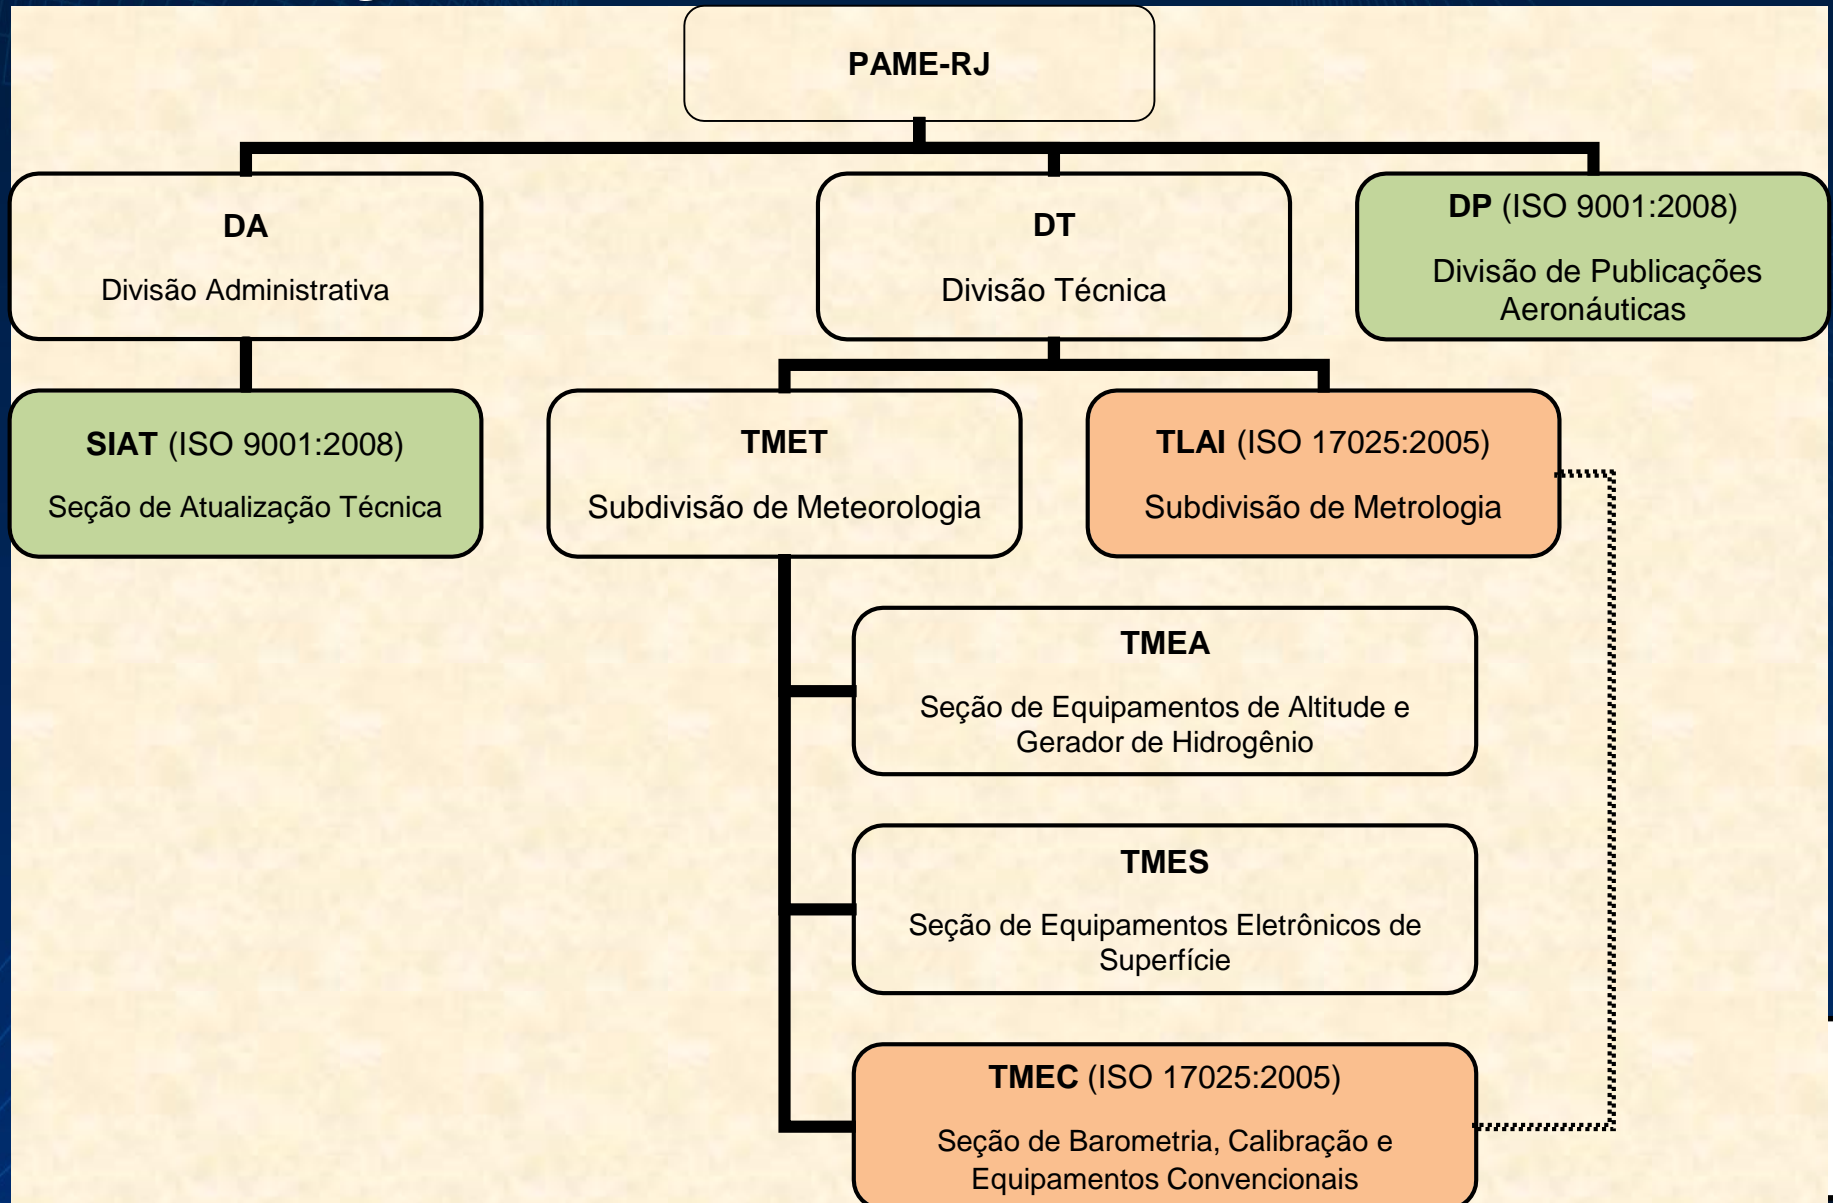 PAME-RJ
DA
Divisão Administrativa
DT
Divisão Técnica
DP (ISO 9001:2008)
Divisão de Publicações
Aeronáuticas
SIAT (ISO 9001:2008)
Seção de Atualização Técnica
TMET
Subdivisão de Meteorologia
TLAI (ISO 17025:2005)
Subdivisão de Metrologia
TMEA
Seção de Equipamentos de Altitude e
Gerador de Hidrogênio
TMES
Seção de Equipamentos Eletrônicos de
Superfície
TMEC (ISO 17025:2005)
Seção de Barometria, Calibração e
Equipamentos Convencionais